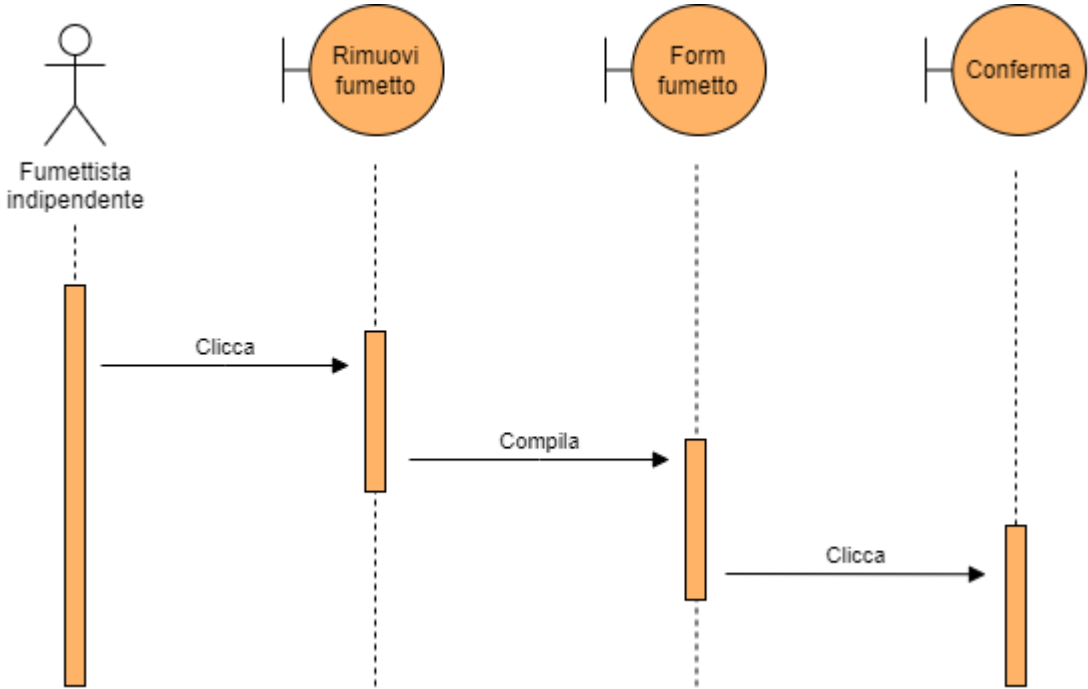 Rimuovi
fumetto
Form
fumetto
Conferma
Fumettista
indipendente
Clicca
Compila
Clicca